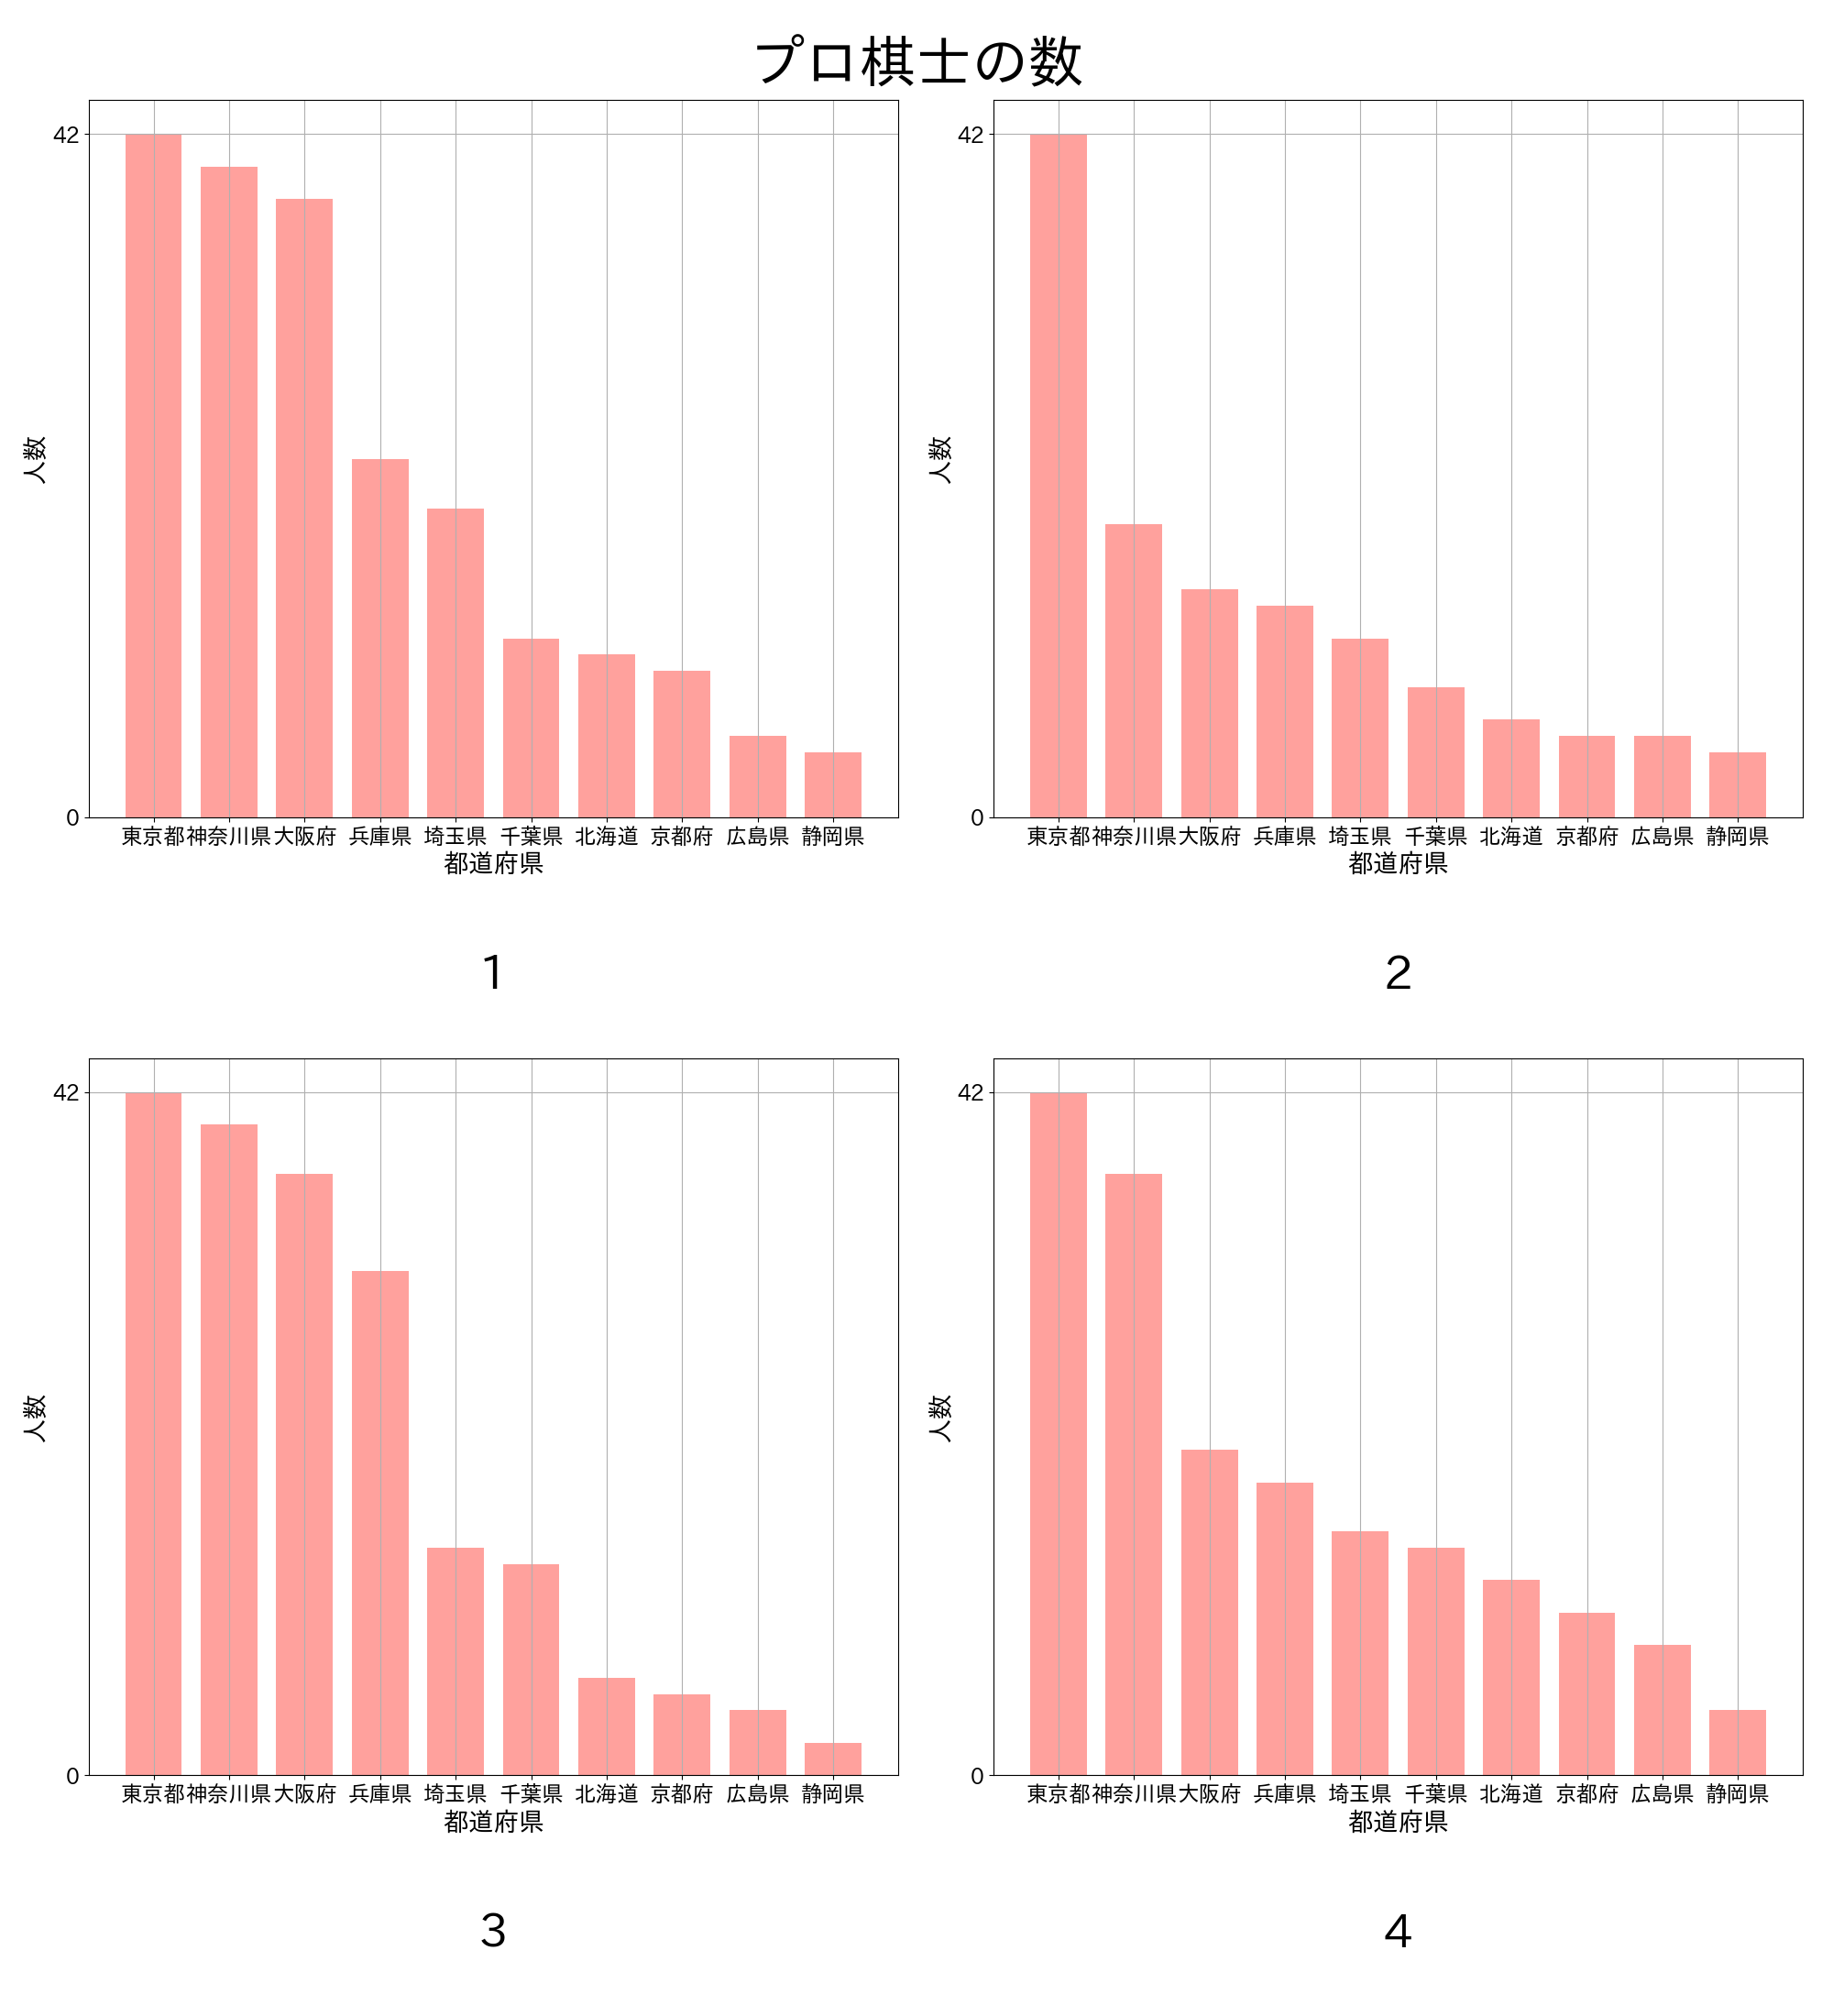 プロ棋士の数
42
0
人数
東京都 神奈川県 大阪府 兵庫県 埼玉県 千葉県 北海道 京都府 広島県 静岡県
都道府県
1
42
0
人数
東京都 神奈川県 大阪府 兵庫県 埼玉県 千葉県 北海道 京都府 広島県 静岡県
都道府県
2
42
0
人数
東京都 神奈川県 大阪府 兵庫県 埼玉県 千葉県 北海道 京都府 広島県 静岡県
都道府県
3
42
0
人数
東京都 神奈川県 大阪府 兵庫県 埼玉県 千葉県 北海道 京都府 広島県 静岡県
都道府県
4